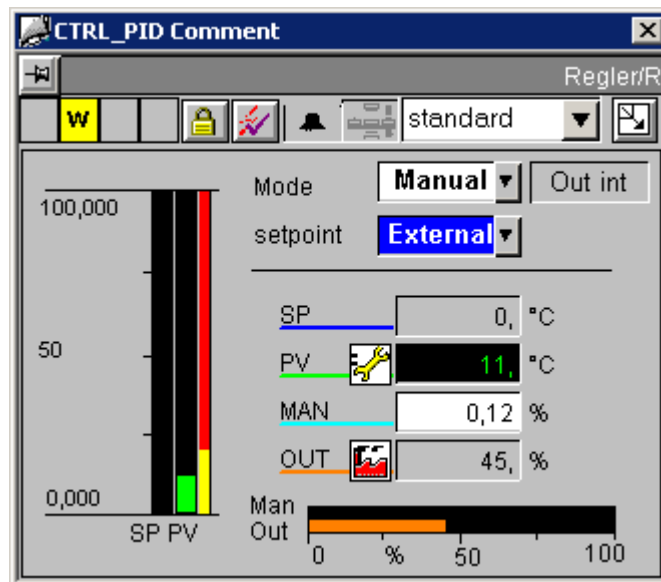 CTRL_PID Comment
Regler/R
W
standard
Mode Manual Out int
setpoint External
100,000
50
0,000
SP PV
SP 0, °C
PV 11, °C
MAN 0,12 %
OUT 45, %
Man
Out
0 % 50 100